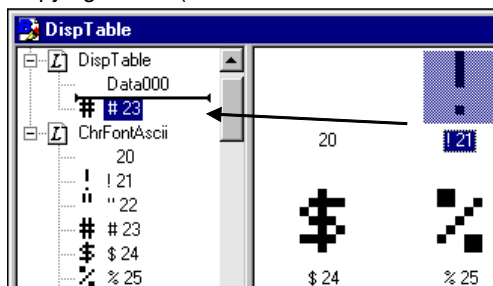 DispTable
DispTable
Data000
# # 23
ChrFontAscii
20
! ! 21
" " 22
# # 23
$ $ 24
% % 25
20
! 21
$ 24
% 25